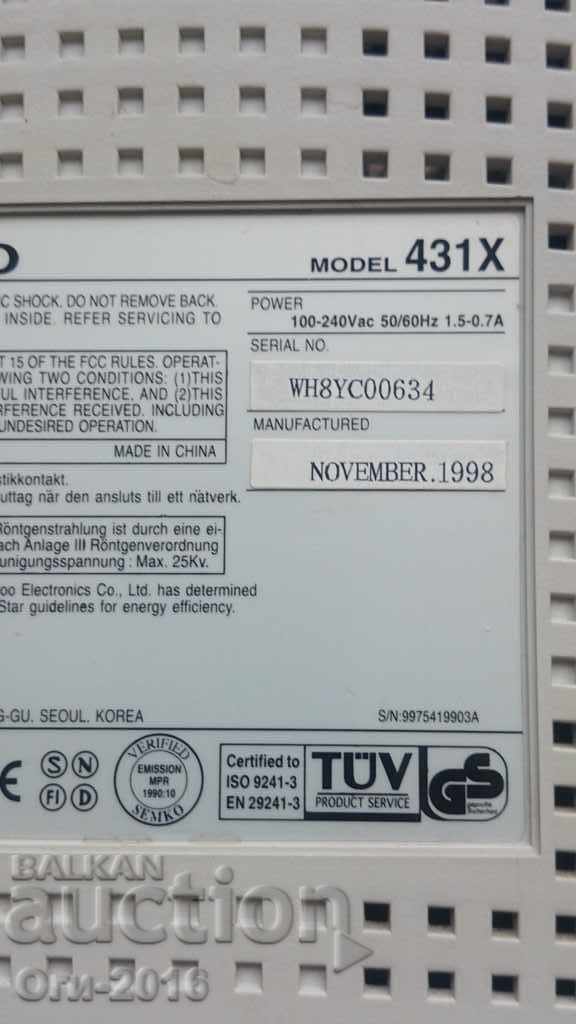 O
MODEL 431X
C SHOCK. DO NOT REMOVE BACK.
INSIDE. REFER SERVICING TO
T 15 OF THE FCC RULES. OPERAT-
WING TWO CONDITIONS: (1)THIS
UL INTERFERENCE, AND (2)THIS
RFERENCE RECEIVED, INCLUDING
UNDESIRED OPERATION.
MADE IN CHINA
stikkontakt.
uttag när den ansluts till ett nätverk.
Röntgenstrahlung ist durch eine ei-
ach Anlage III Röntgenverordnung
unigungsspannung : Max. 25Kv.
oo Electronics Co., Ltd. has determined
Star guidelines for energy efficiency.
POWER
100-240Vac 50/60Hz 1.5-0.7A
SERIAL NO.
WH8YC00634
MANUFACTURED
NOVEMBER.1998
G-GU. SEOUL. KOREA
S/N:9975419903A
CE
S N
FI D
VERIFIED
EMISSION
MPR
1990:10
SEMKO
Certified to
ISO 9241-3
EN 29241-3
TÜV
PRODUCT SERVICE
GS
geprüfte
Sicherheit
BALKAN
auction
Оги-2016